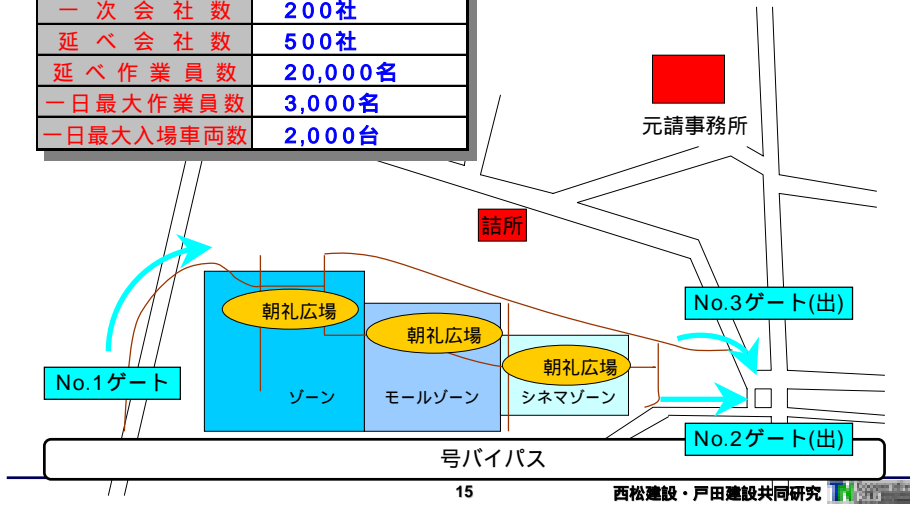 一次会社数 200社
延べ会社数 500社
延べ作業員数 20,000名
一日最大作業員数 3,000名
一日最大入場車両数 2,000台
元請事務所
詰所
No.3ゲート(出)
朝礼広場
朝礼広場
朝礼広場
No.1ゲート
ゾーン
モールゾーン
シネマゾーン
No.2ゲート(出)
号バイパス
15
西松建設・戸田建設共同研究 TN